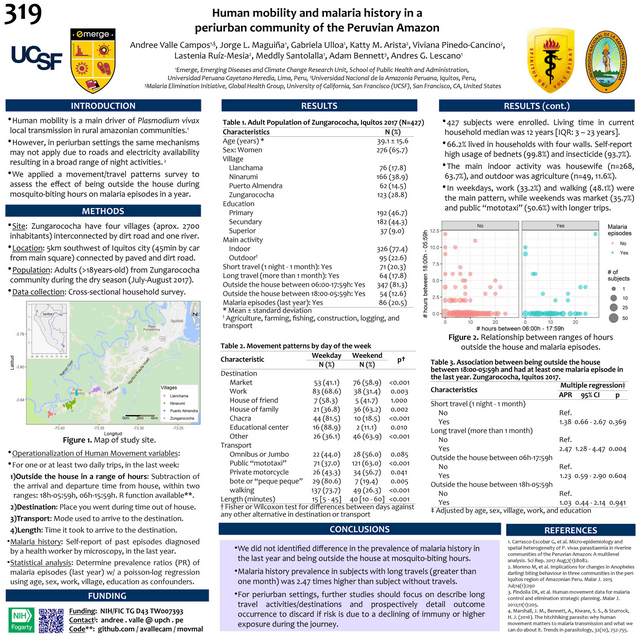 319
Human mobility and malaria history in a
periurban community of the Peruvian Amazon
Andree Valle Campos¹,⁵, Jorge L. Maguiña¹, Gabriela Ulloa¹, Katty M. Arista², Viviana Pinedo-Cancino²,
Lastenia Ruíz-Mesía², Meddly Santolalla¹, Adam Bennett³, Andres G. Lescano¹
¹Emerge, Emerging Diseases and Climate Change Research Unit, School of Public Health and Administration,
Universidad Peruana Cayetano Heredia, Lima, Peru, ²Universidad Nacional de la Amazonia Peruana, Iquitos, Peru,
³Malaria Elimination Initiative, Global Health Group, University of California, San Francisco (UCSF), San Francisco, CA, United States
UCSF
emerge
INTRODUCTION
•Human mobility is a main driver of Plasmodium vivax
local transmission in rural amazonian communities.¹
•However, in periurban settings the same mechanisms
may not apply due to roads and electricity availability
resulting in a broad range of night activities.²
•We applied a movement/travel patterns survey to
assess the effect of being outside the house during
mosquito-biting hours on malaria episodes in a year.
METHODS
•Site: Zungarococha have four villages (aprox. 2700
inhabitants) interconnected by dirt road and one river.
•Location: 5km southwest of Iquitos city (45min by car
from main square) connected by paved and dirt road.
•Population: Adults (>18years-old) from Zungarococha
community during the dry season (July-August 2017).
•Data collection: Cross-sectional household survey.
Latitud
Longitud
Villages
Llanchama
Ninarumi
Puerto Almendra
Zungarococha
Figure 1. Map of study site.
•Operationalization of Human Movement variables:
•For one or at least two daily trips, in the last week:
1)Outside the house in a range of hours: Subtraction of
the arrival and departure time from house, within two
ranges: 18h-05:59h, 06h-15:59h. R function available**.
2)Destination: Place you went during time out of house.
3)Transport: Mode used to arrive to the destination.
4)Length: Time it took to arrive to the destination.
•Malaria history: Self-report of past episodes diagnosed
by a health worker by microscopy, in the last year.
•Statistical analysis: Determine prevalence ratios (PR) of
malaria episodes (last year) w/ a poisson-log regression
using age, sex, work, village, education as confounders.
FUNDING
NIH
Fogarty
Funding: NIH/FIC TG D43 TW007393
Contact: andree . valle @ upch . pe
Code**: github.com / avallecam / movmal
RESULTS
Table 1. Adult Population of Zungarococha, Iquitos 2017 (N=427)
Characteristics N (%)
Age (years) * 39.1 ± 15.6
Sex: Women 276 (65.7)
Village
Llanchama 76 (17.8)
Ninarumi 166 (38.9)
Puerto Almendra 62 (14.5)
Zungarococha 123 (28.8)
Education
Primary 192 (46.7)
Secundary 182 (44.3)
Superior 37 (9.0)
Main activity
Indoor 326 (77.4)
Outdoor† 95 (22.6)
Short travel (1 night - 1 month): Yes 71 (20.3)
Long travel (more than 1 month): Yes 64 (17.8)
Outside the house between 06:00-17:59h: Yes 347 (81.3)
Outside the house between 18:00-05:59h: Yes 54 (12.6)
Malaria episodes (last year): Yes 86 (20.5)
* Mean ± standard deviation
† Agriculture, farming, fishing, construction, logging, and
transport
Table 2. Movement patterns by day of the week
Characteristic Weekday N (%) Weekend N (%) p†
Destination
Market 53 (41.1) 76 (58.9) <0.001
Work 83 (68.6) 38 (31.4) 0.003
House of friend 7 (58.3) 5 (41.7) 1.000
House of family 21 (36.8) 36 (63.2) 0.002
Chacra 44 (81.5) 10 (18.5) <0.001
Educational center 16 (88.9) 2 (11.1) 0.010
Other 26 (36.1) 46 (63.9) <0.001
Transport
Omnibus or Jumbo 22 (44.0) 28 (56.0) 0.085
Public "mototaxi" 71 (37.0) 121 (63.0) <0.001
Private motorcycle 26 (43.3) 34 (56.7) 0.041
bote or "peque peque" 29 (80.6) 7 (19.4) 0.005
walking 137 (73.7) 49 (26.3) <0.001
Length (minutes) 15 [5 - 45] 40 [10 - 60] <0.001
† Fisher or Wilcoxon test for differences between days against
any other alternative in destination or transport
RESULTS (cont.)
• 427 subjects were enrolled. Living time in current
household median was 12 years [IQR: 3 – 23 years].
• 66.2% lived in households with four walls. Self-report
high usage of bednets (99.8%) and insecticide (93.7%).
• The main indoor activity was housewife (n=268,
63.7%), and outdoor was agriculture (n=49, 11.6%).
• In weekdays, work (33.2%) and walking (48.1%) were
the main pattern, while weekends was market (35.7%)
and public "mototaxi" (50.6%) with longer trips.
No Yes
# hours between 18:00h - 05:59h
12.5
10.0
7.5
5.0
2.5
0.0
0 10 20 0 10 20
# hours between 06:00h - 17:59h
Malaria
episodes
No
Yes
# of
subjects
1
10
25
50
Figure 2. Relationship between ranges of hours
outside the house and malaria episodes.
Table 3. Association between being outside the house
between 18:00-05:59h and had at least one malaria episode in
the last year. Zungarococha, Iquitos 2017.
Characteristic Multiple regression‡
APR 95% CI p
Short travel (1 night - 1 month)
No Ref.
Yes 1.38 0.66 - 2.67 0.369
Long travel (more than 1 month)
No Ref.
Yes 2.47 1.28 - 4.47 0.004
Outside the house between 06h-17:59h
No Ref.
Yes 1.23 0.59 - 2.90 0.604
Outside the house between 18h-05:59h
No Ref.
Yes 1.03 0.44 - 2.14 0.941
‡ Adjusted by age, sex, village, work, and education
CONCLUSIONS
•We did not identified difference in the prevalence of malaria history in
the last year and being outside the house at mosquito-biting hours.
•Malaria history prevalence in subjects with long travels (greater than
one month) was 2.47 times higher than subject without travels.
•For periurban settings, further studies should focus on describe long
travel activities/destinations and prospectively detail outcome
occurrence to discard if risk is due to a declining of immunity or higher
exposure during the journey.
REFERENCES
1. Carrasco-Escobar G, et al. Micro-epidemiology and
spatial heterogeneity of P. vivax parasitaemia in riverine
communities of the Peruvian Amazon: A multilevel
analysis. Sci Rep. 2017
2. Moreno M, et al. Implications for changes in Anopheles
darlingi biting behaviour in three communities in the peri-
Iquitos region of Amazonian Peru. Malar J. 2015
3. Pindolia DK, et al. Human movement data for malaria
control and elimination strategic planning. Malar J.
4. Marshall, J. M., Bennett, A., Kiware, S. S., & Sturrock,
H. J. (2016). The hitchhiking parasite: why human
movement matters to malaria transmission and what we
can do about it. Trends in parasitology, 32(10), 752-755.